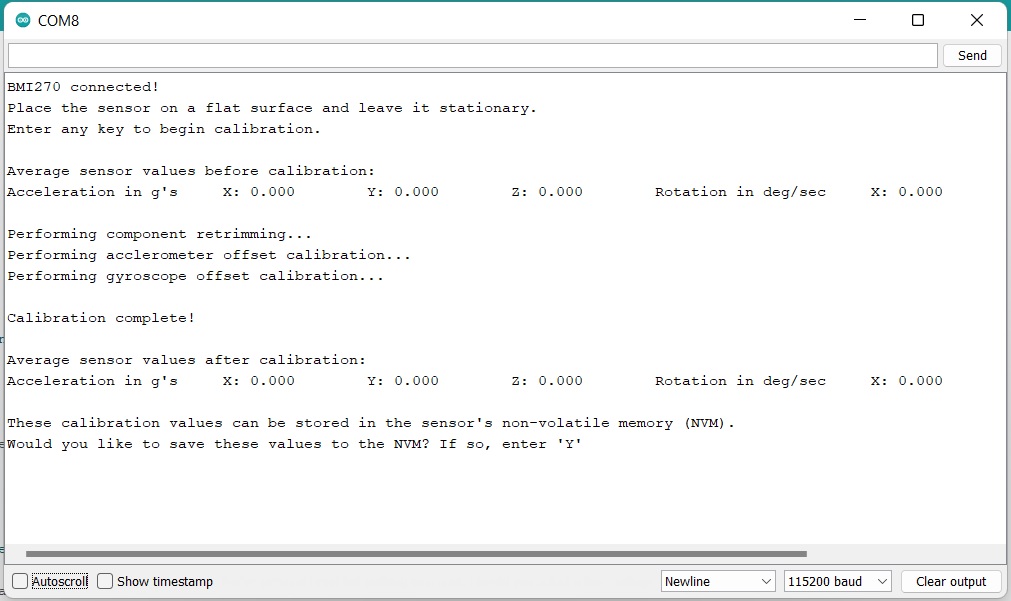 COM8
Send
BMI270 connected!
Place the sensor on a flat surface and leave it stationary.
Enter any key to begin calibration.
Average sensor values before calibration:
Acceleration in g's X: 0.000 Y: 0.000 Z: 0.000 Rotation in deg/sec X: 0.000
Performing component retrimming...
Performing acclerometer offset calibration...
Performing gyroscope offset calibration...
Calibration complete!
Average sensor values after calibration:
Acceleration in g's X: 0.000 Y: 0.000 Z: 0.000 Rotation in deg/sec X: 0.000
These calibration values can be stored in the sensor's non-volatile memory (NVM).
Would you like to save these values to the NVM? If so, enter 'Y'
Autoscroll Show timestamp Newline 115200 baud Clear output